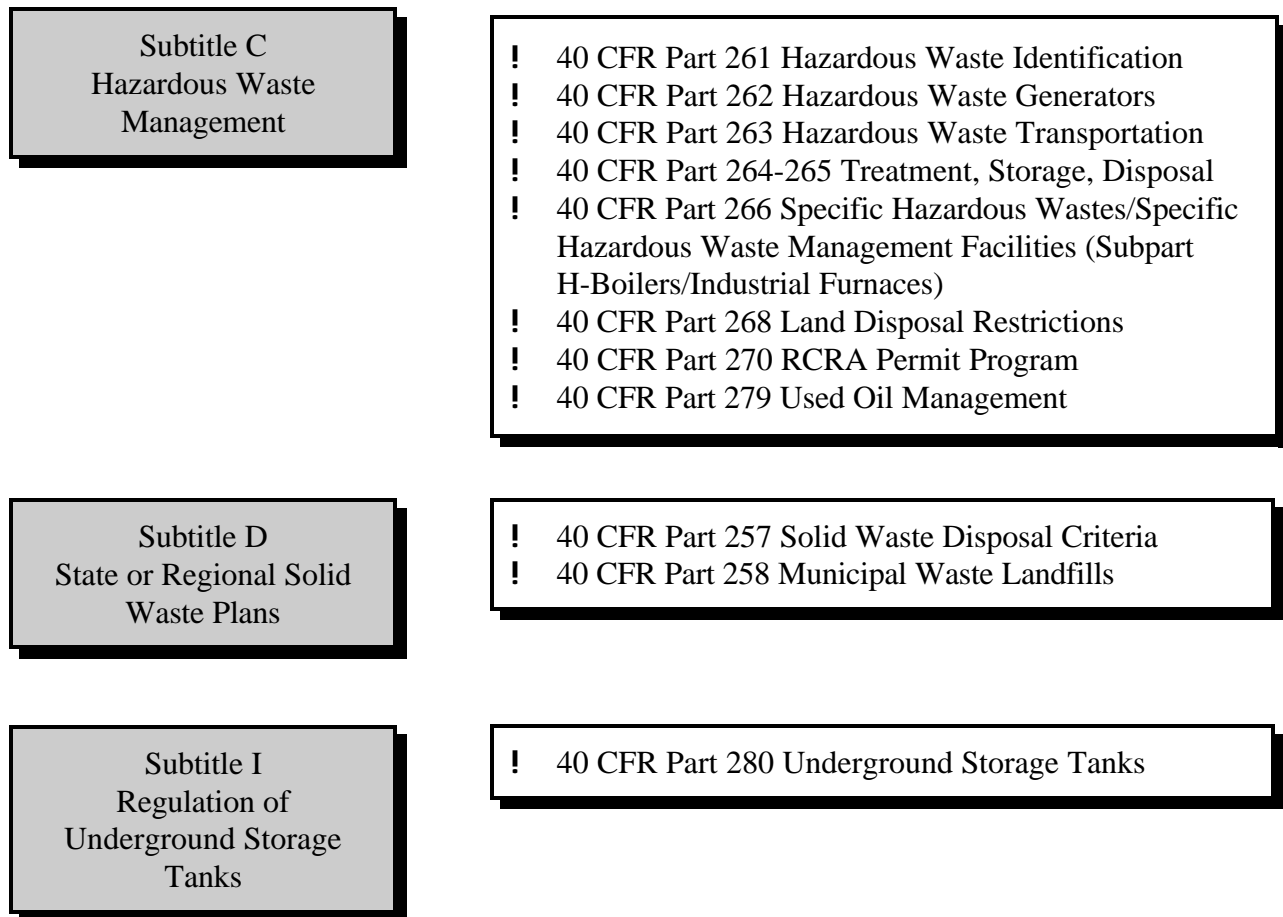 Subtitle C
Hazardous Waste
Management
! 40 CFR Part 261 Hazardous Waste Identification
! 40 CFR Part 262 Hazardous Waste Generators
! 40 CFR Part 263 Hazardous Waste Transportation
! 40 CFR Part 264-265 Treatment, Storage, Disposal
! 40 CFR Part 266 Specific Hazardous Wastes/Specific
Hazardous Waste Management Facilities (Subpart
H-Boilers/Industrial Furnaces)
! 40 CFR Part 268 Land Disposal Restrictions
! 40 CFR Part 270 RCRA Permit Program
! 40 CFR Part 279 Used Oil Management
Subtitle D
State or Regional Solid
Waste Plans
! 40 CFR Part 257 Solid Waste Disposal Criteria
! 40 CFR Part 258 Municipal Waste Landfills
Subtitle I
Regulation of
Underground Storage
Tanks
! 40 CFR Part 280 Underground Storage Tanks